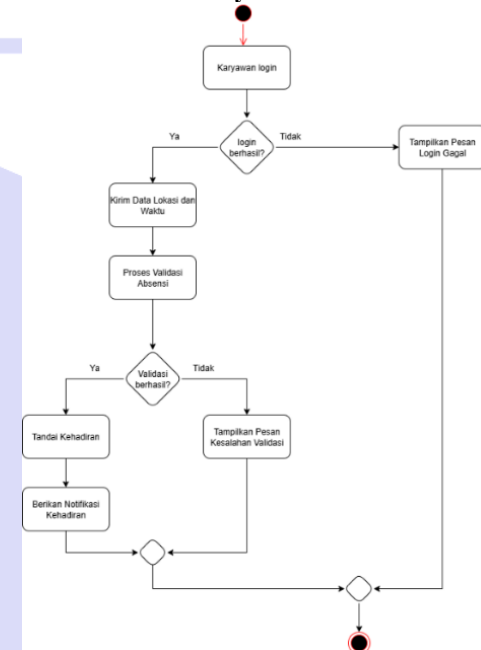 Karyawan login
login
berhasil?
Ya
Tidak
Tampilkan Pesan
Login Gagal
Kirim Data Lokasi dan
Waktu
Proses Validasi
Absensi
Validasi
berhasil?
Ya
Tidak
Tandai Kehadiran
Tampilkan Pesan
Kesalahan Validasi
Berikan Notifikasi
Kehadiran